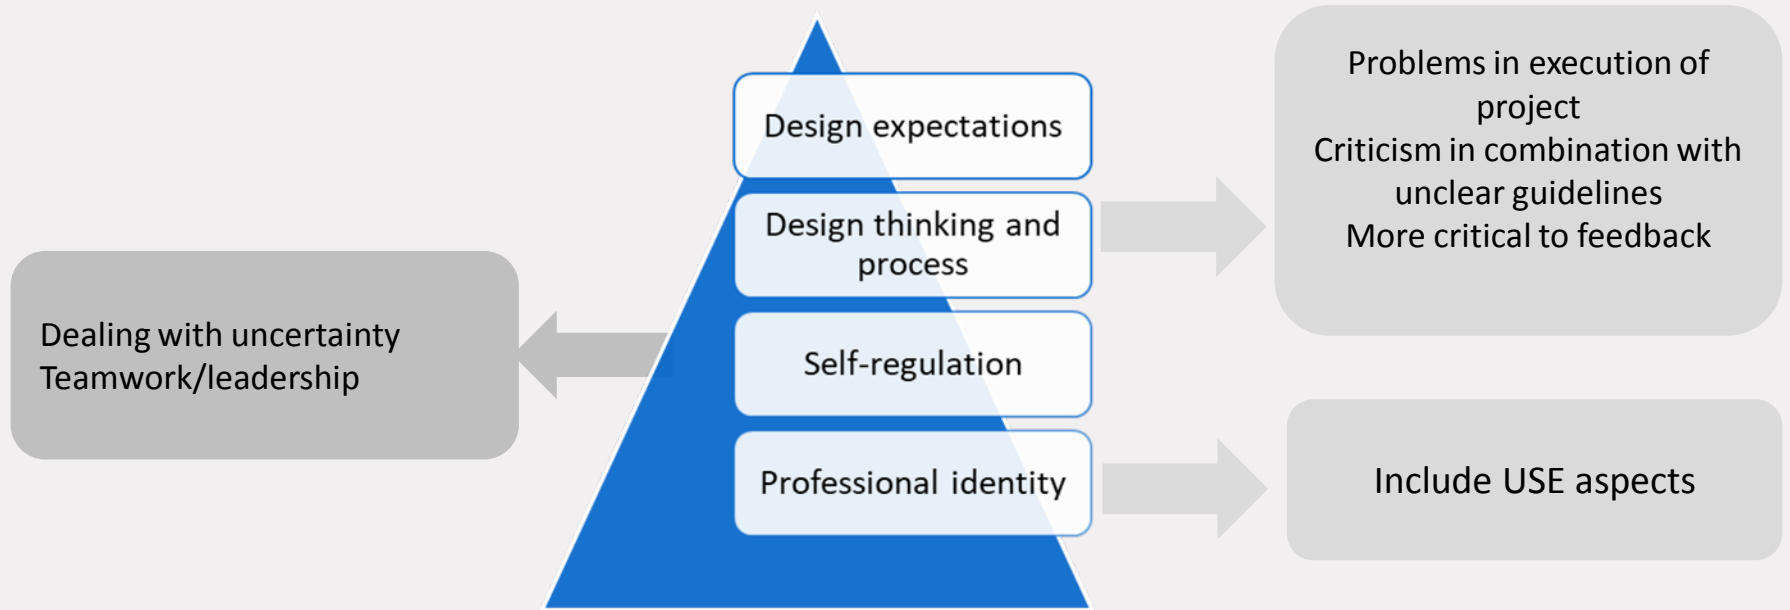 Design expectations
Design thinking and
process
Self-regulation
Professional identity
Dealing with uncertainty
Teamwork/leadership
Problems in execution of
project
Criticism in combination with
unclear guidelines
More critical to feedback
Include USE aspects